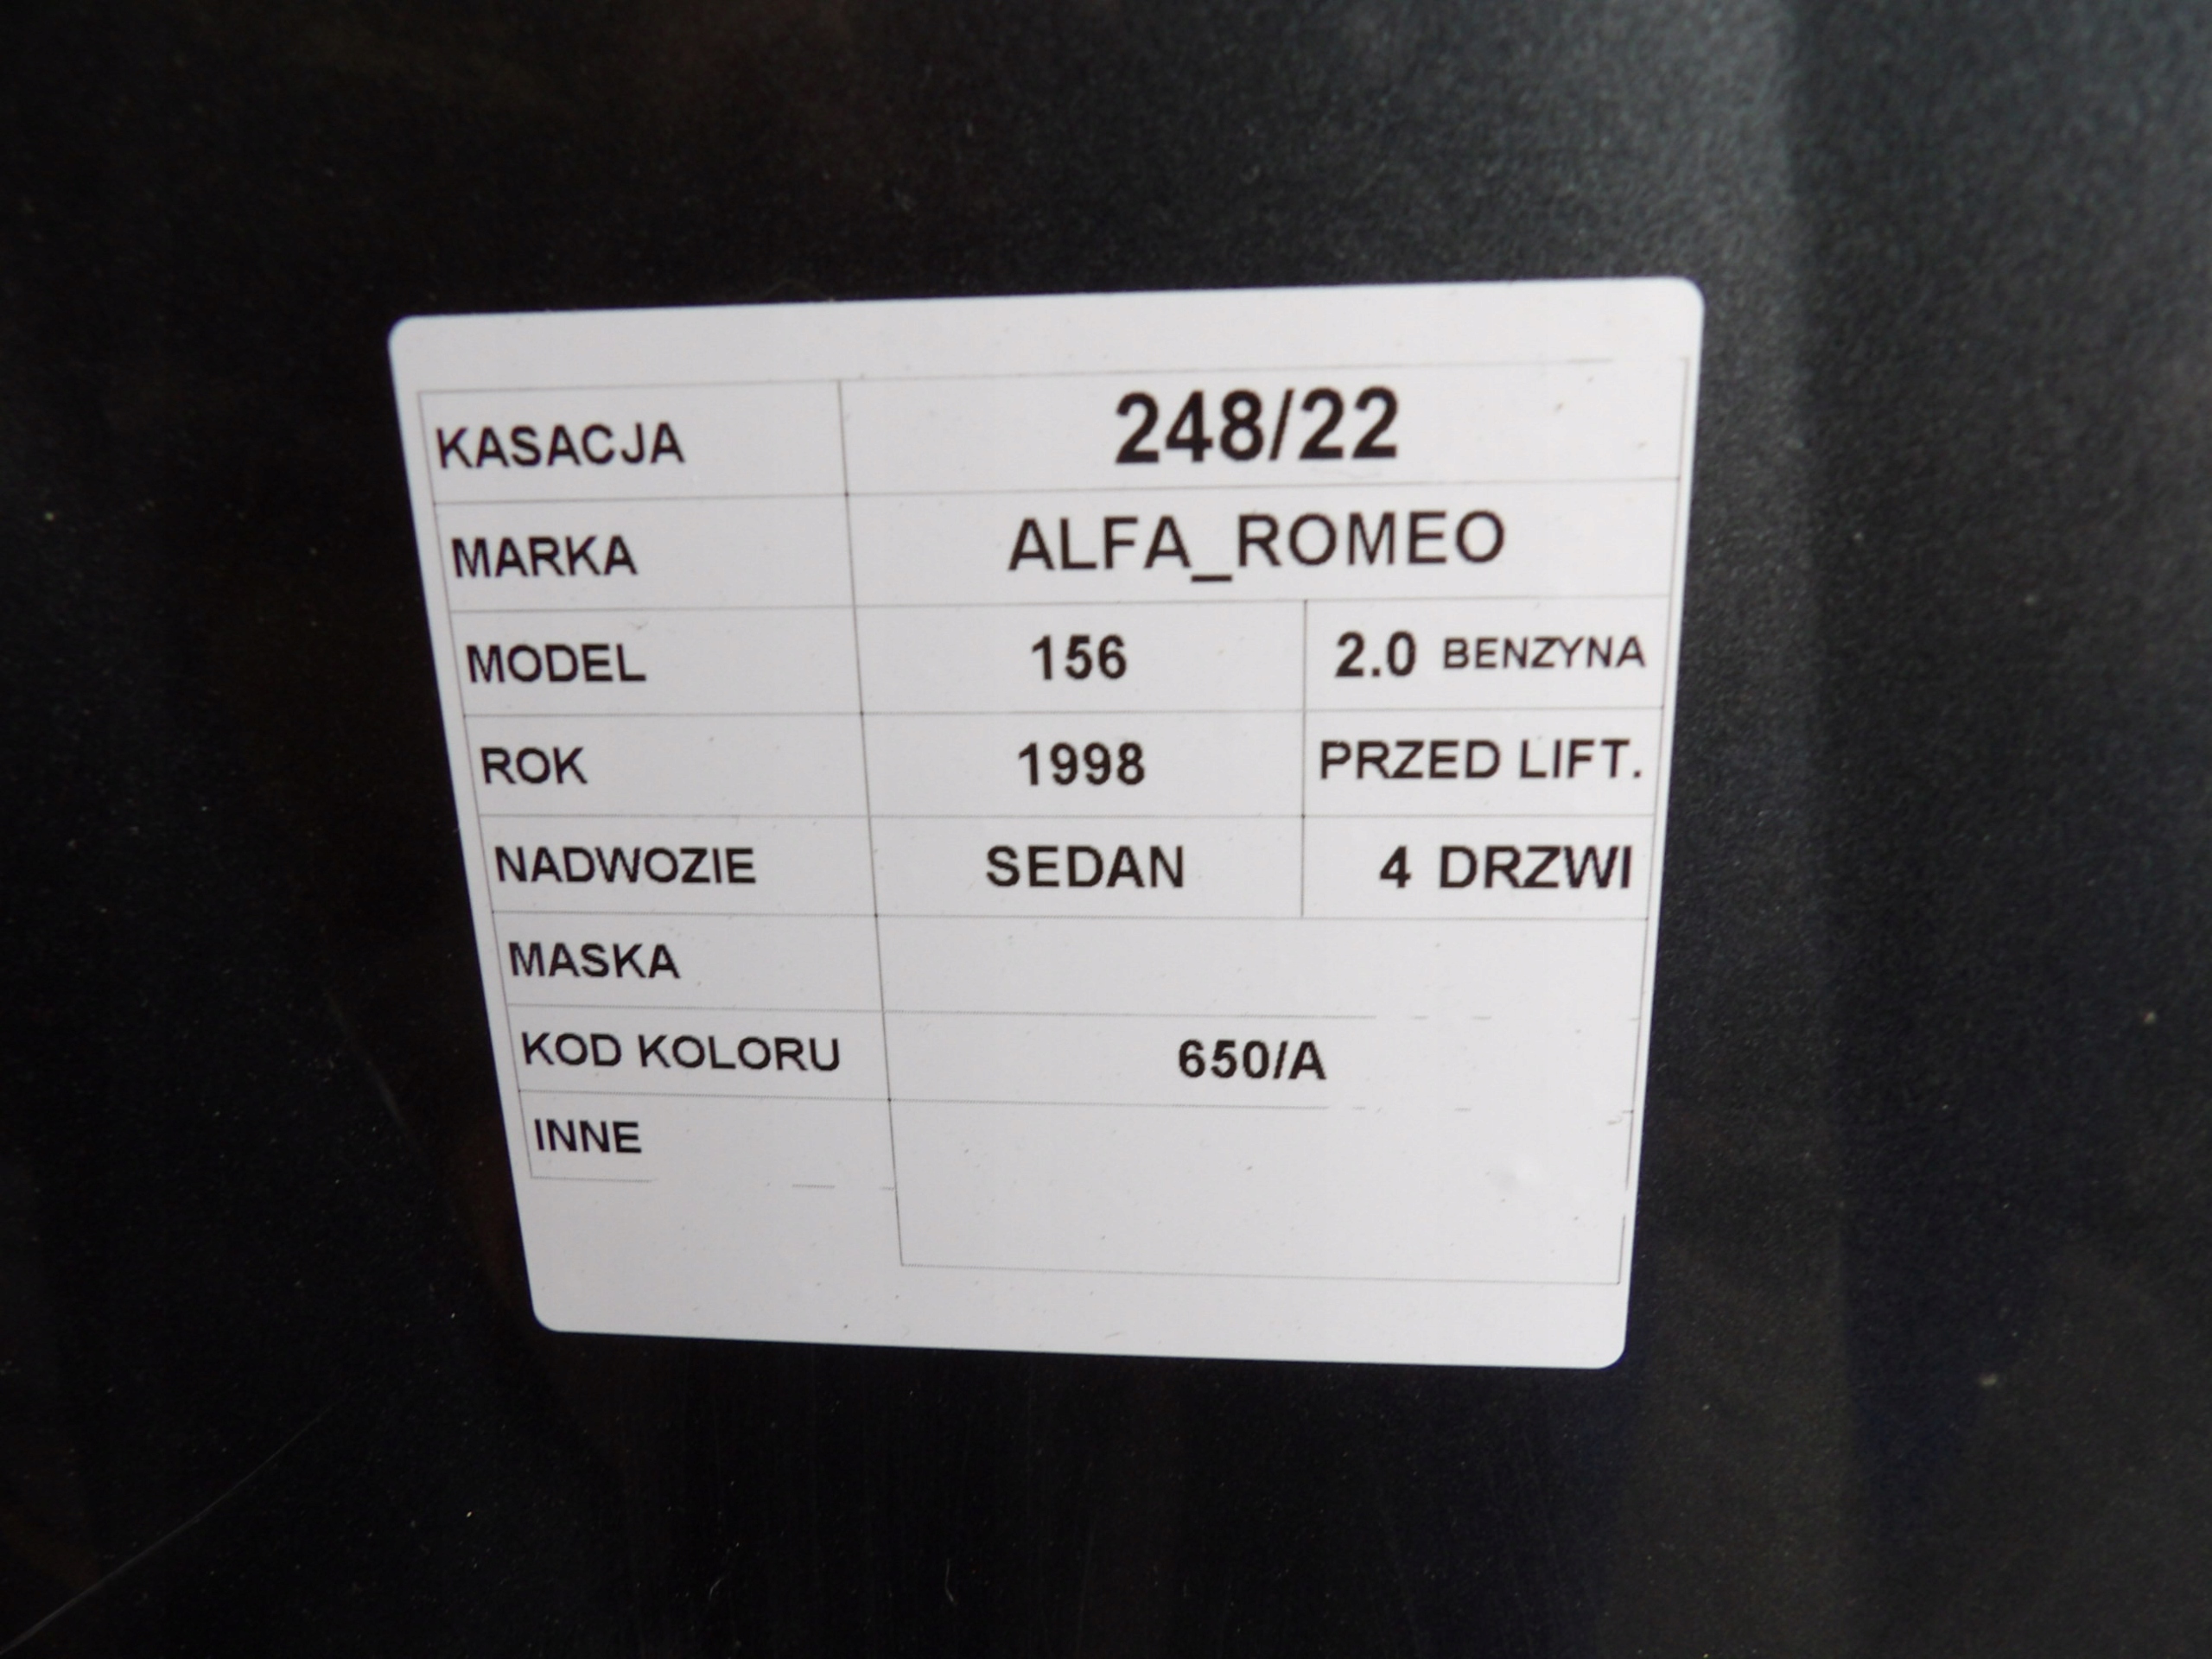 KASACJA 248/22
MARKA ALFA_ROMEO
MODEL 156 2.0 BENZYNA
ROK 1998 PRZED LIFT.
NADWOZIE SEDAN 4 DRZWI
MASKA
KOD KOLORU 650/A
INNE